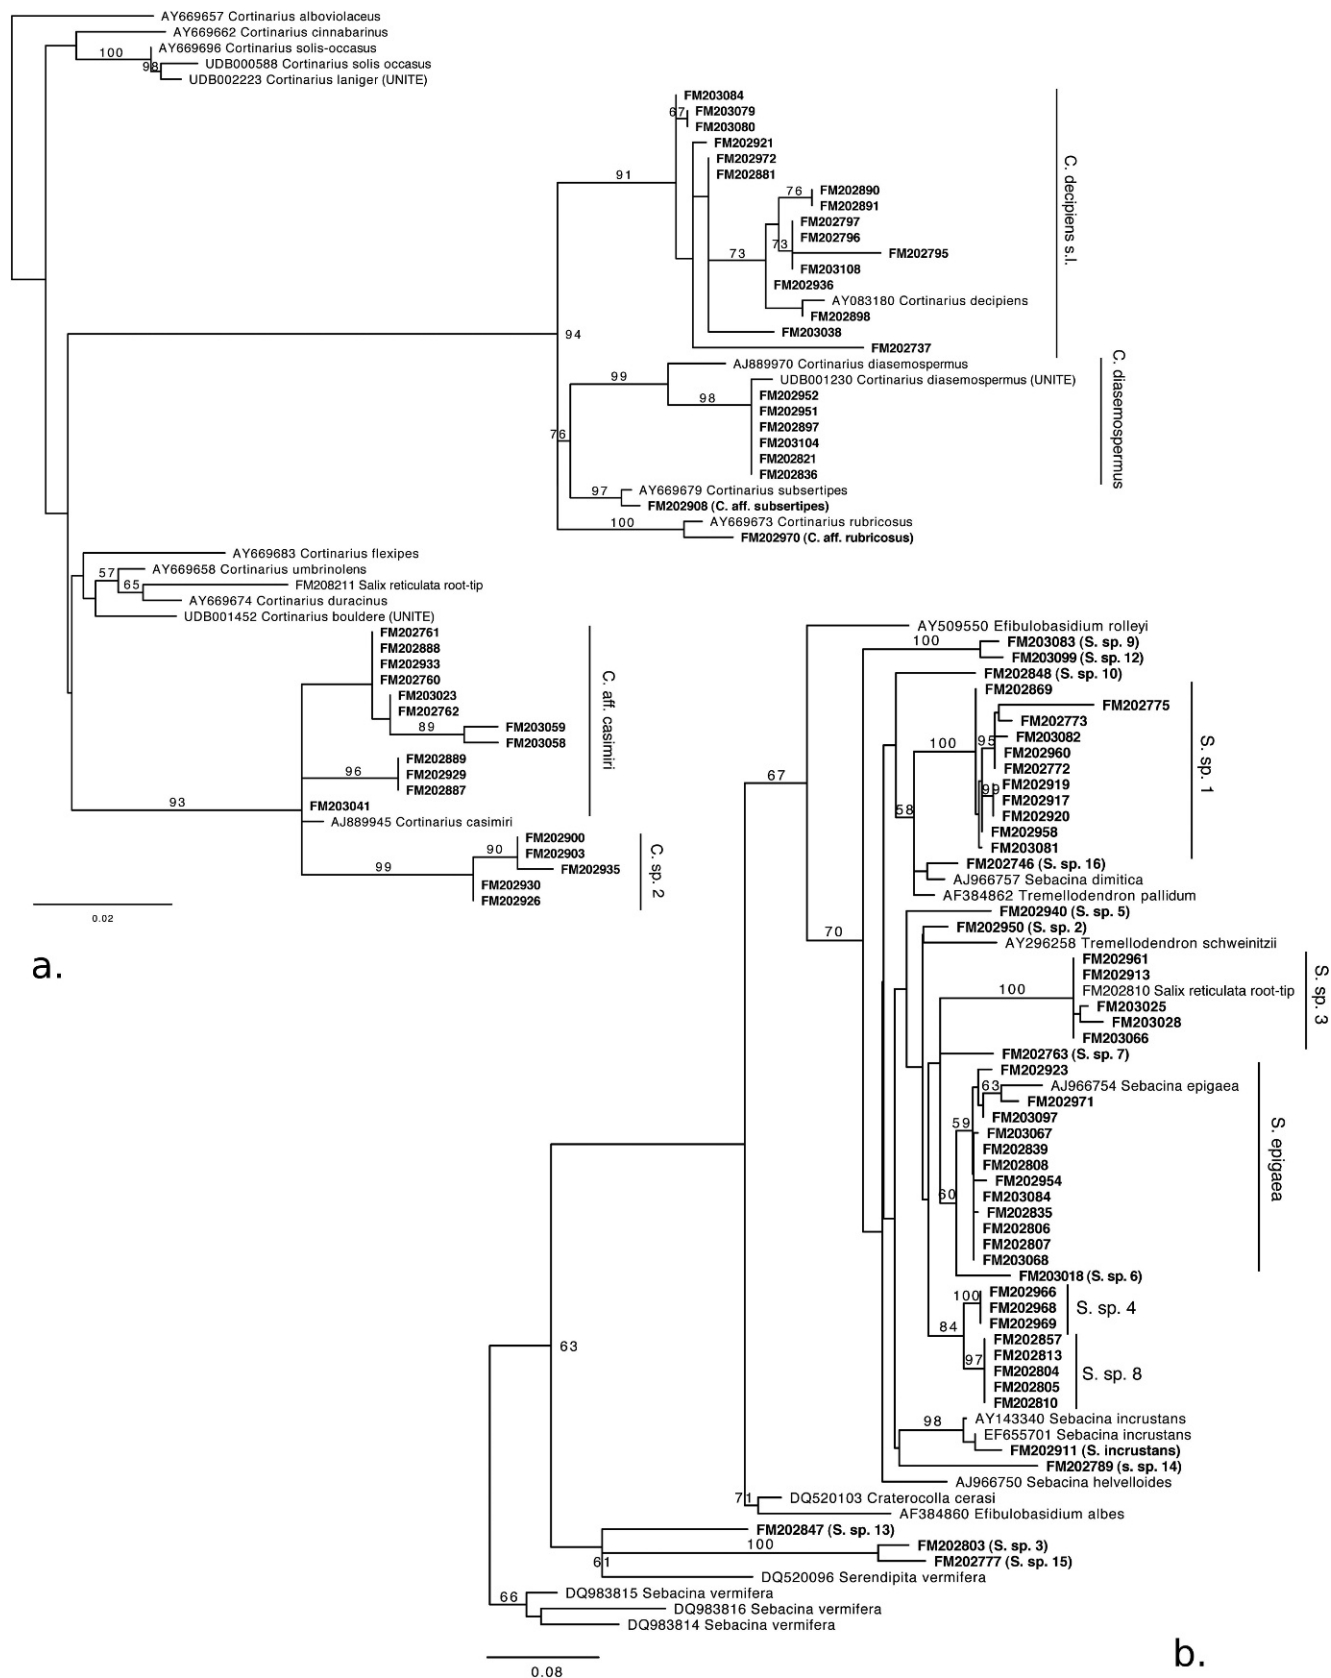 AY669657 Cortinarius alboviolaceus
AY669662 Cortinarius cinnabarinus
100
AY669696 Cortinarius solis-occasus
98
UDB000588 Cortinarius solis occasus
UDB002223 Cortinarius laniger (UNITE)
FM203084
67
FM203079
FM203080
FM202921
FM202972
91
FM202881
76
FM202890
FM202891
FM202797
73
FM202796
73
FM202795
FM203108
FM202936
AY083180 Cortinarius decipiens
FM202898
FM203038
94
FM202737
C. decipiens s.l.
AJ889970 Cortinarius diasemospermus
99
UDB001230 Cortinarius diasemospermus (UNITE)
98
FM202952
FM202951
FM202897
76
FM203104
FM202821
FM202836
C. diasemospermus
97
AY669679 Cortinarius subsertipes
FM202908 (C. aff. subsertipes)
100
AY669673 Cortinarius rubricosus
FM202970 (C. aff. rubricosus)
AY669683 Cortinarius flexipes
57
AY669658 Cortinarius umbrinolens
65
FM208211 Salix reticulata root-tip
AY669674 Cortinarius duracinus
UDB001452 Cortinarius bouldere (UNITE)
FM202761
FM202888
FM202933
FM202760
FM203023
FM202762
89
FM203059
FM203058
96
FM202889
FM202929
FM202887
93
FM203041
C. aff. casimiri
AJ889945 Cortinarius casimiri
90
FM202900
FM202903
99
FM202935
FM202930
FM202926
C. sp. 2
0.02
a.
AY509550 Efibulobasidium rolleyi
100
FM203083 (S. sp. 9)
FM203099 (S. sp. 12)
FM202848 (S. sp. 10)
FM202869
FM202775
FM202773
100
95
FM203082
FM202960
FM202772
99
FM202919
FM202917
58
FM202920
FM202958
FM203081
S. sp. 1
67
FM202746 (S. sp. 16)
AJ966757 Sebacina dimitica
AF384862 Tremellodendron pallidum
FM202940 (S. sp. 5)
FM202950 (S. sp. 2)
70
AY296258 Tremellodendron schweinitzii
FM202961
FM202913
100
FM202810 Salix reticulata root-tip
FM203025
FM203028
FM203066
S. sp. 3
FM202763 (S. sp. 7)
FM202923
63
AJ966754 Sebacina epigaea
FM202971
FM203097
59
FM203067
FM202839
FM202808
FM202954
60
FM203084
FM202835
FM202806
FM202807
FM203068
S. epigaea
FM203018 (S. sp. 6)
100
FM202966
FM202968
FM202969
S. sp. 4
84
FM202857
97
FM202813
FM202804
FM202805
FM202810
S. sp. 8
98
AY143340 Sebacina incrustans
EF655701 Sebacina incrustans
FM202911 (S. incrustans)
FM202789 (s. sp. 14)
AJ966750 Sebacina helvelloides
63
71
DQ520103 Craterocolla cerasi
AF384860 Efibulobasidium albes
FM202847 (S. sp. 13)
100
FM202803 (S. sp. 3)
61
FM202777 (S. sp. 15)
DQ520096 Serendipita vermifera
66
DQ983815 Sebacina vermifera
DQ983816 Sebacina vermifera
DQ983814 Sebacina vermifera
0.08
b.